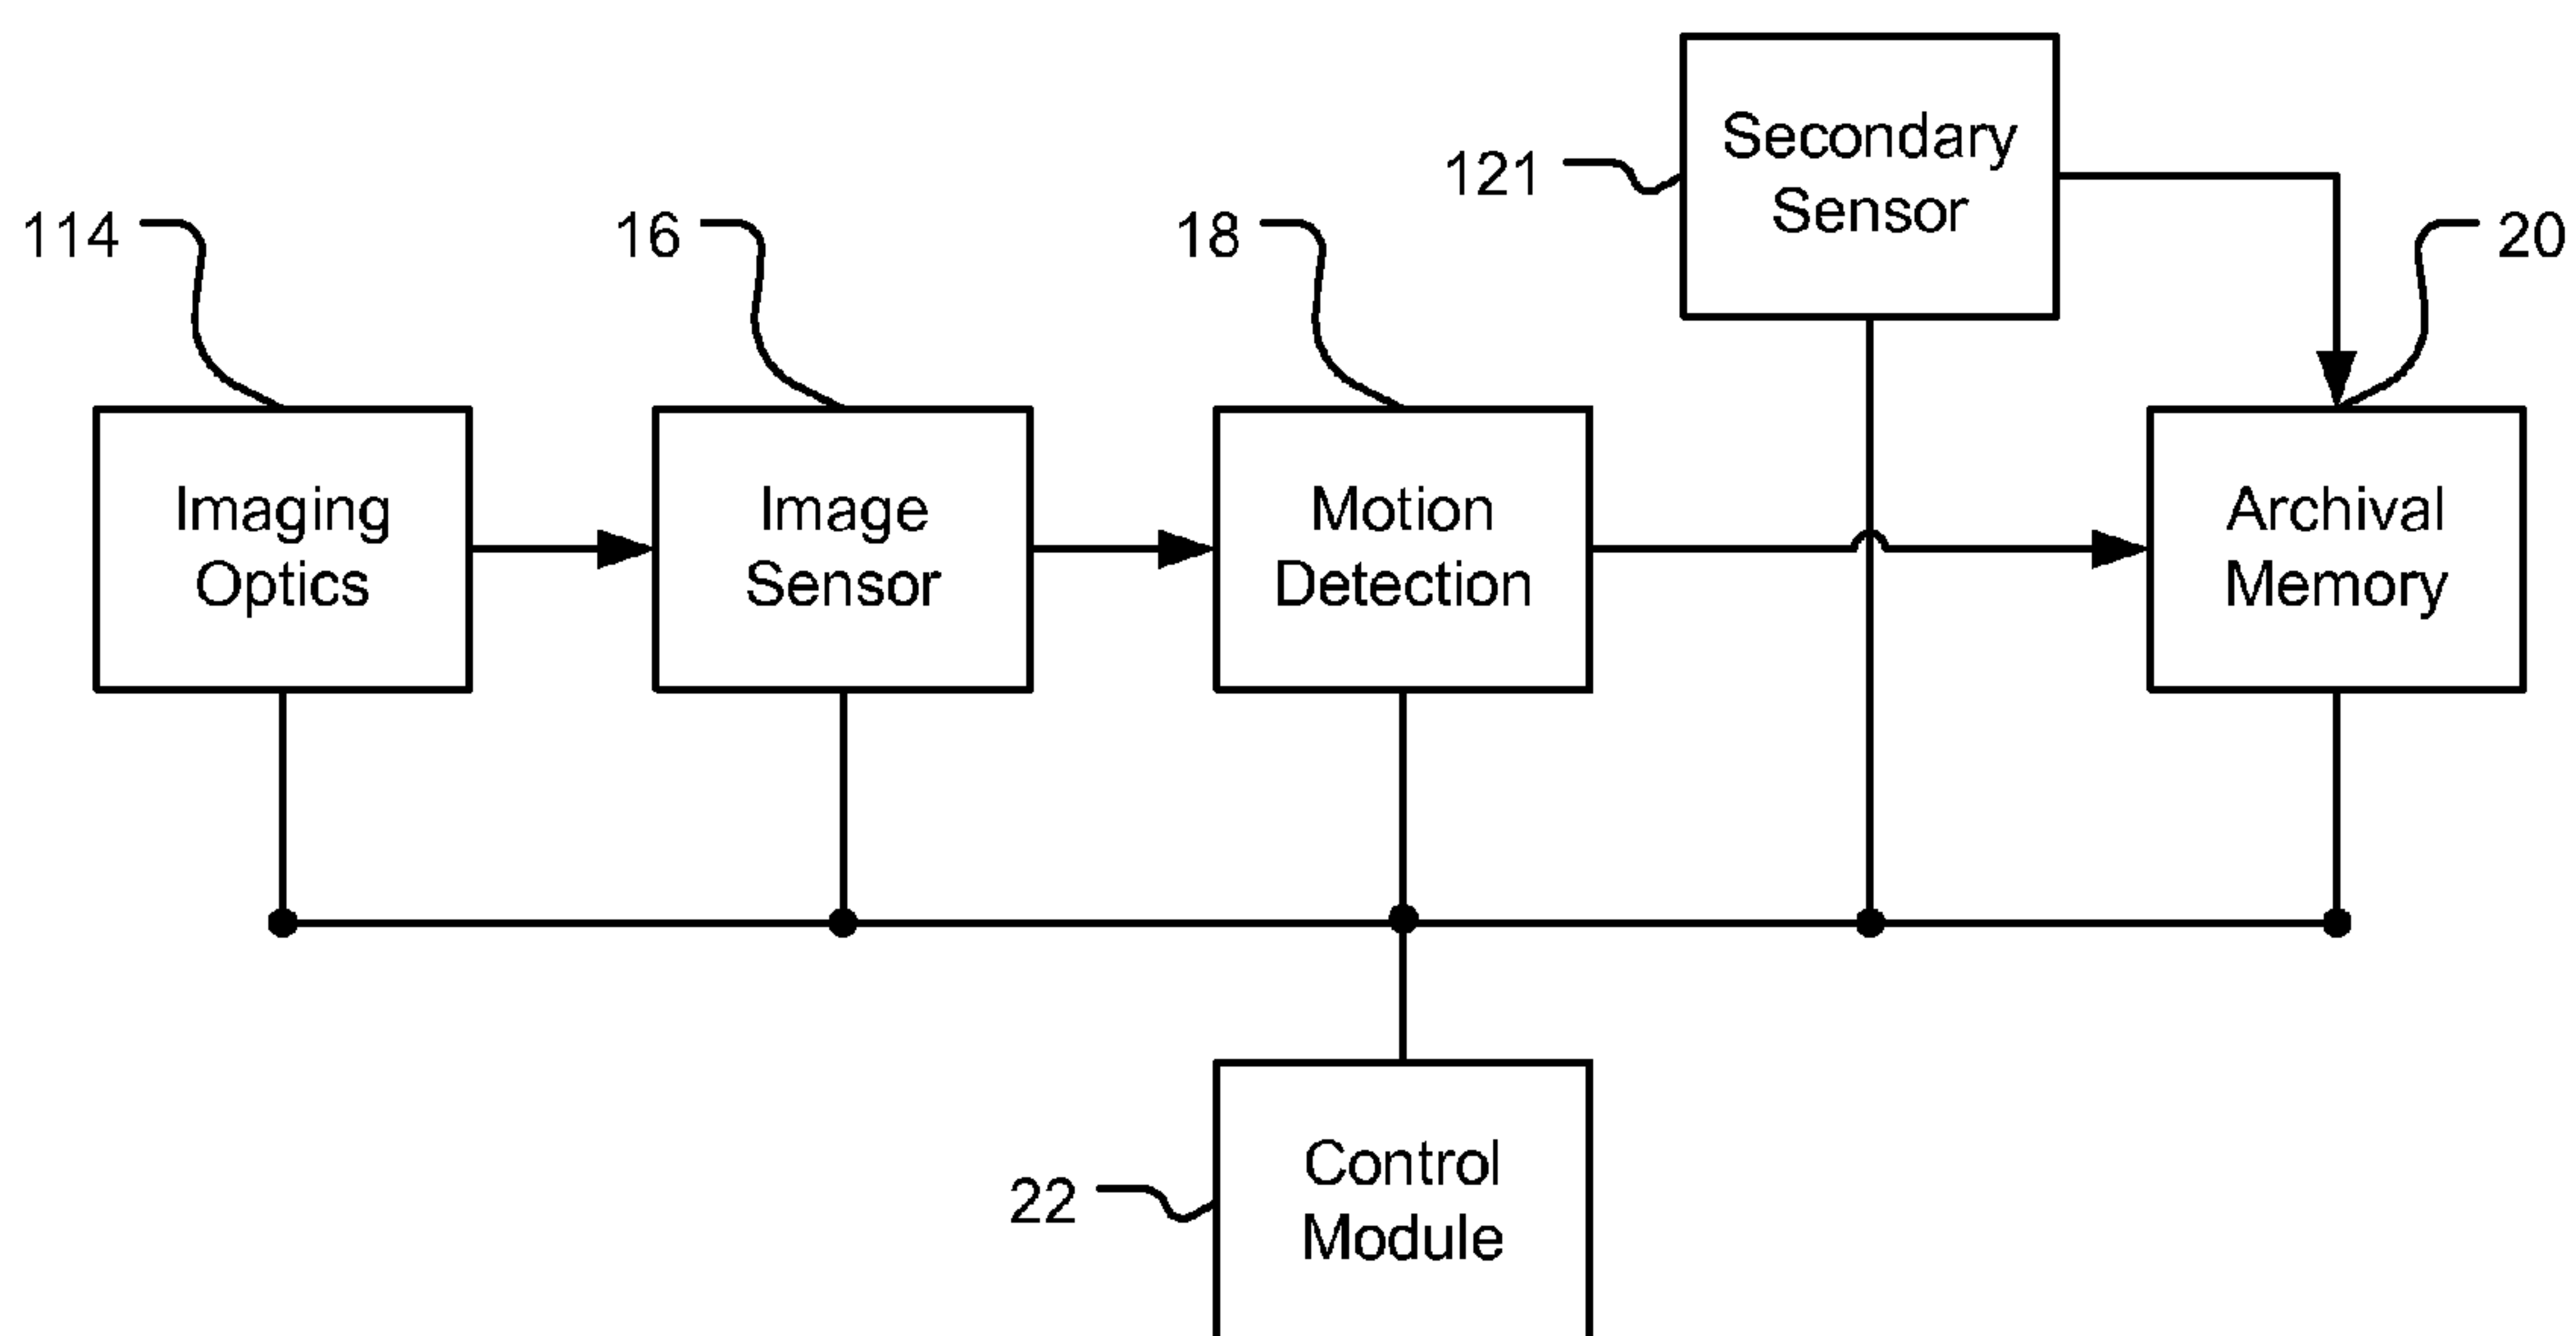 121
Secondary
Sensor
114
16
18
20
Imaging
Optics
Image
Sensor
Motion
Detection
Archival
Memory
22
Control
Module